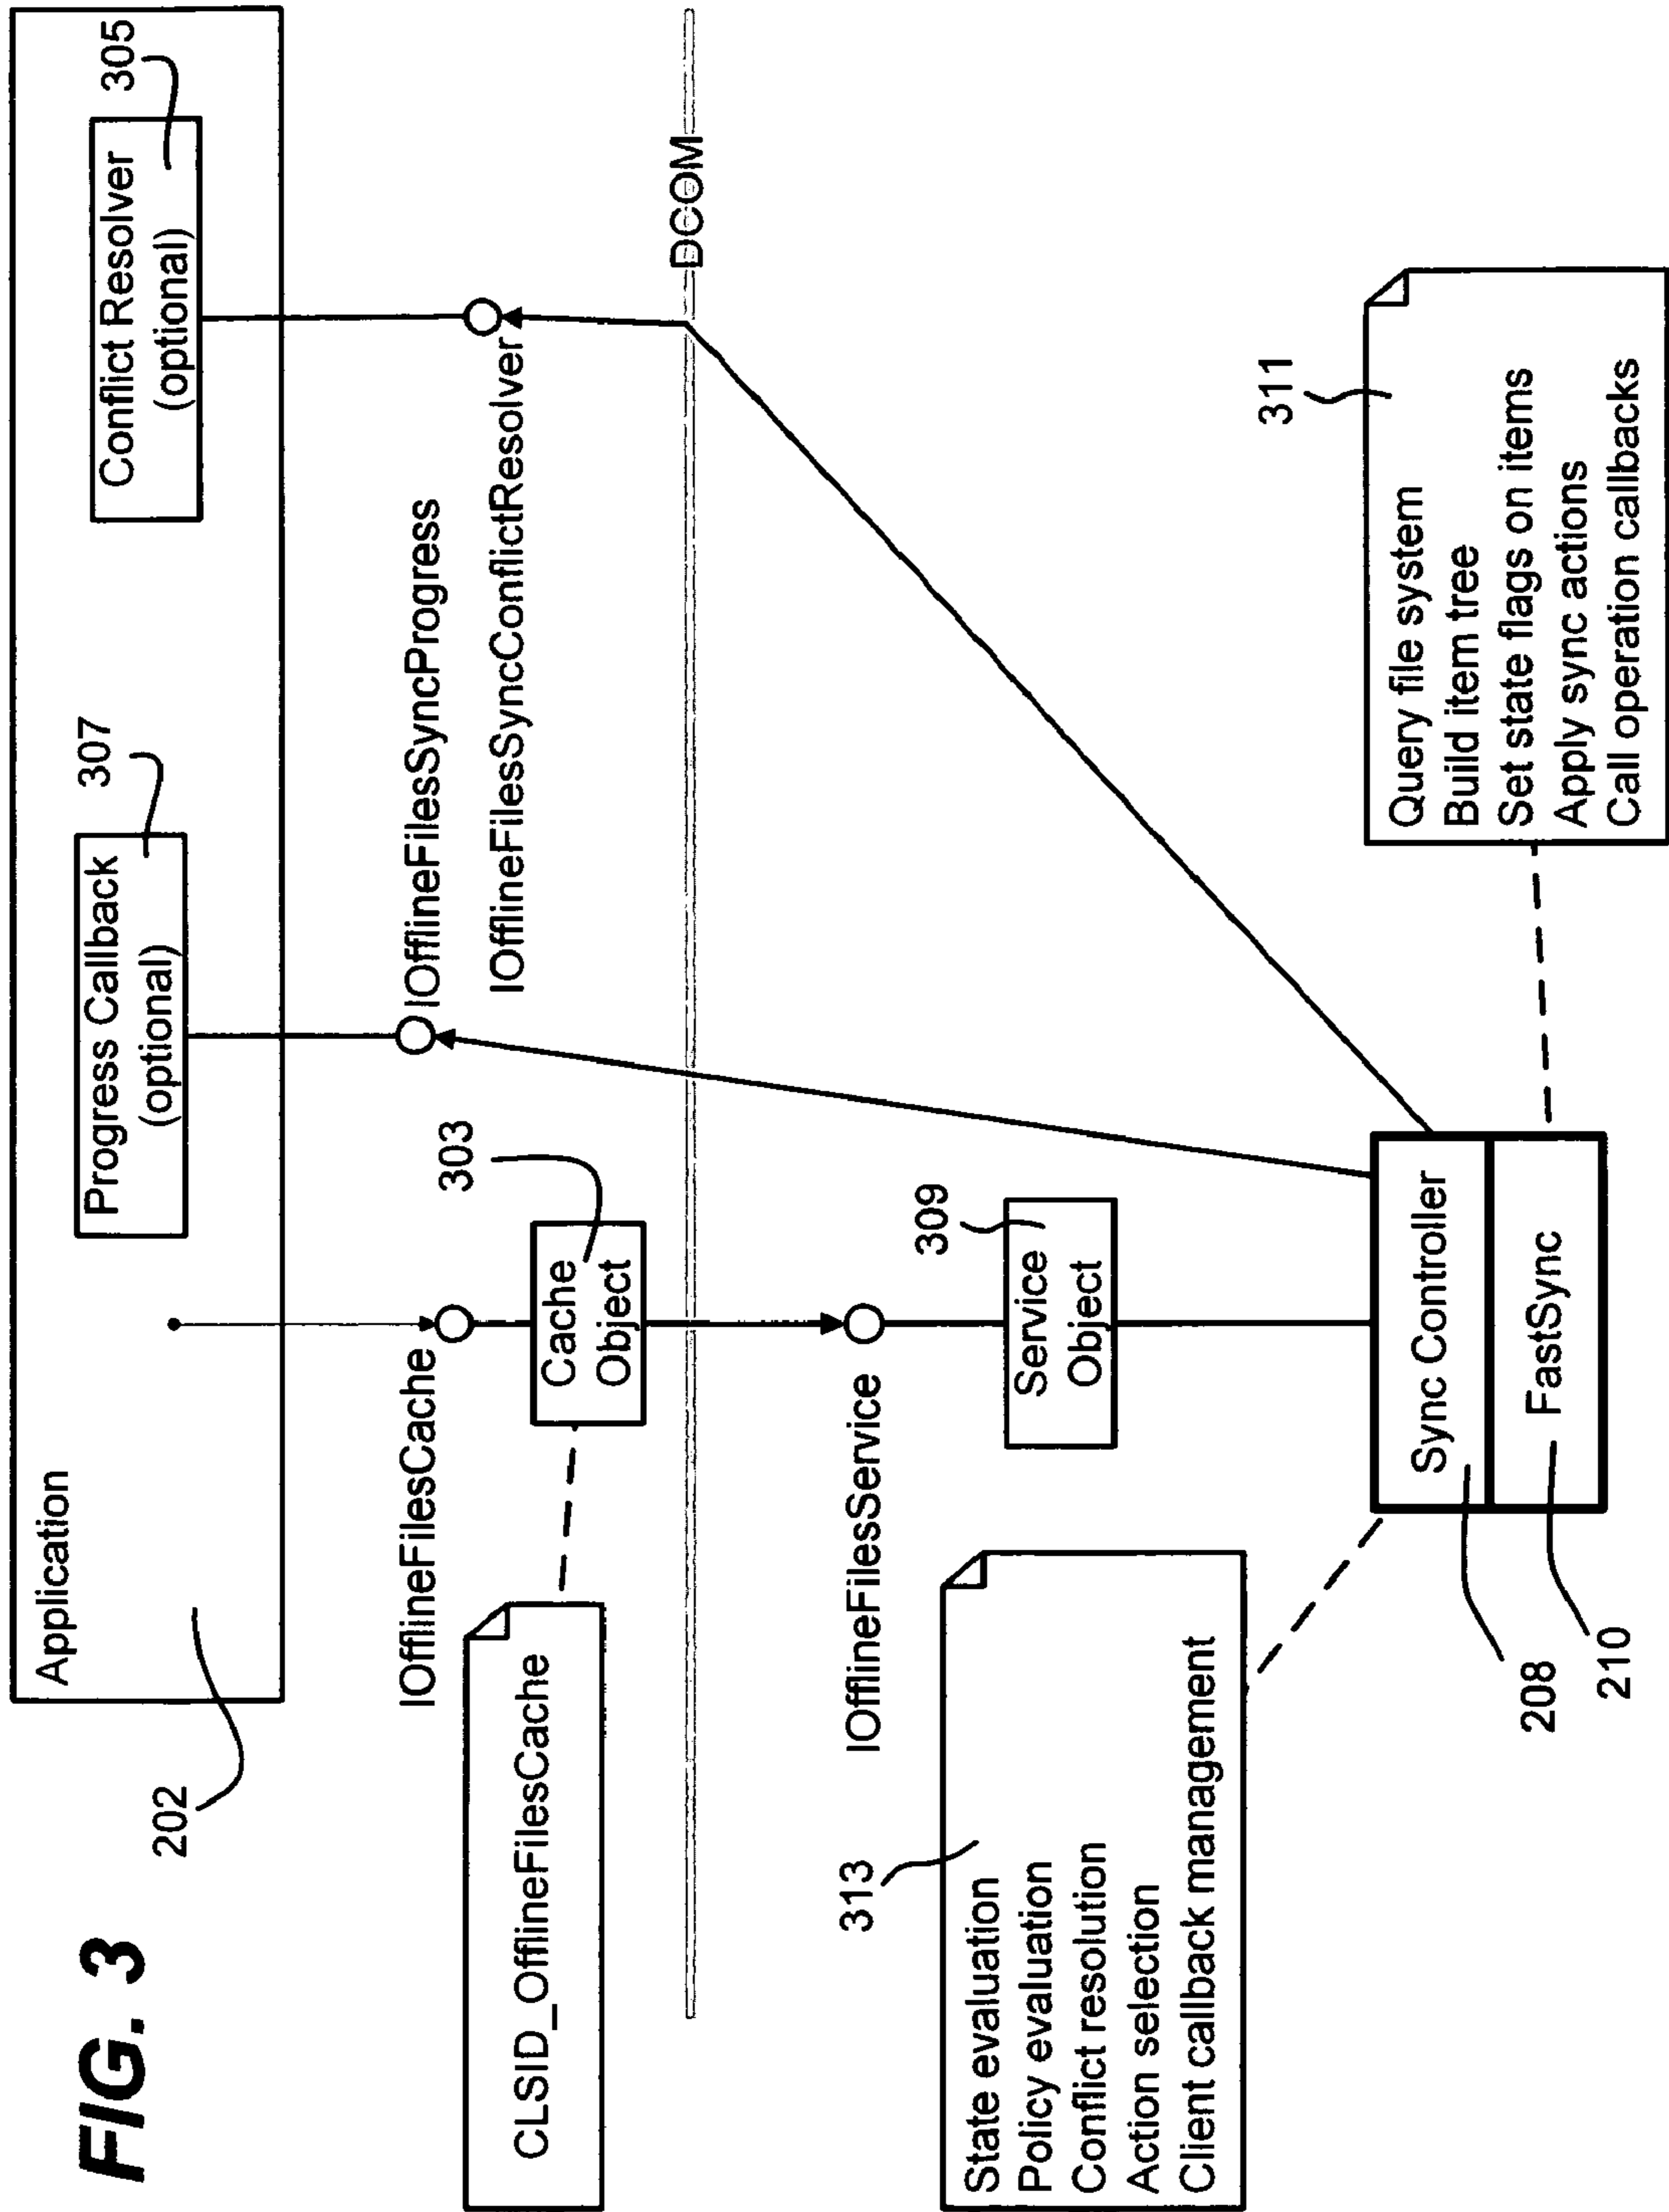 FIG. 3
202
Application
307
Progress Callback
(optional)
305
Conflict Resolver
(optional)
IOfflineFilesCache
303
IOfflineFilesSyncProgress
IOfflineFilesSyncConflictResolver
CLSID_OfflineFilesCache
Cache
Object
DCOM
313
IOfflineFilesService
309
Service
Object
State evaluation
Policy evaluation
Conflict resolution
Action selection
Client callback management
311
Query file system
Build item tree
Set state flags on items
Apply sync actions
Call operation callbacks
Sync Controller
FastSync
208
210